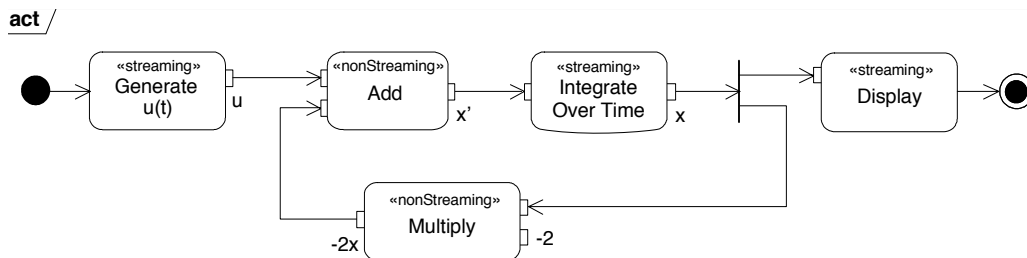 act
«streaming»
Generate
u(t)
u
«nonStreaming»
Add
x'
«streaming»
Integrate
Over Time
x
«streaming»
Display
«nonStreaming»
Multiply
-2x
-2